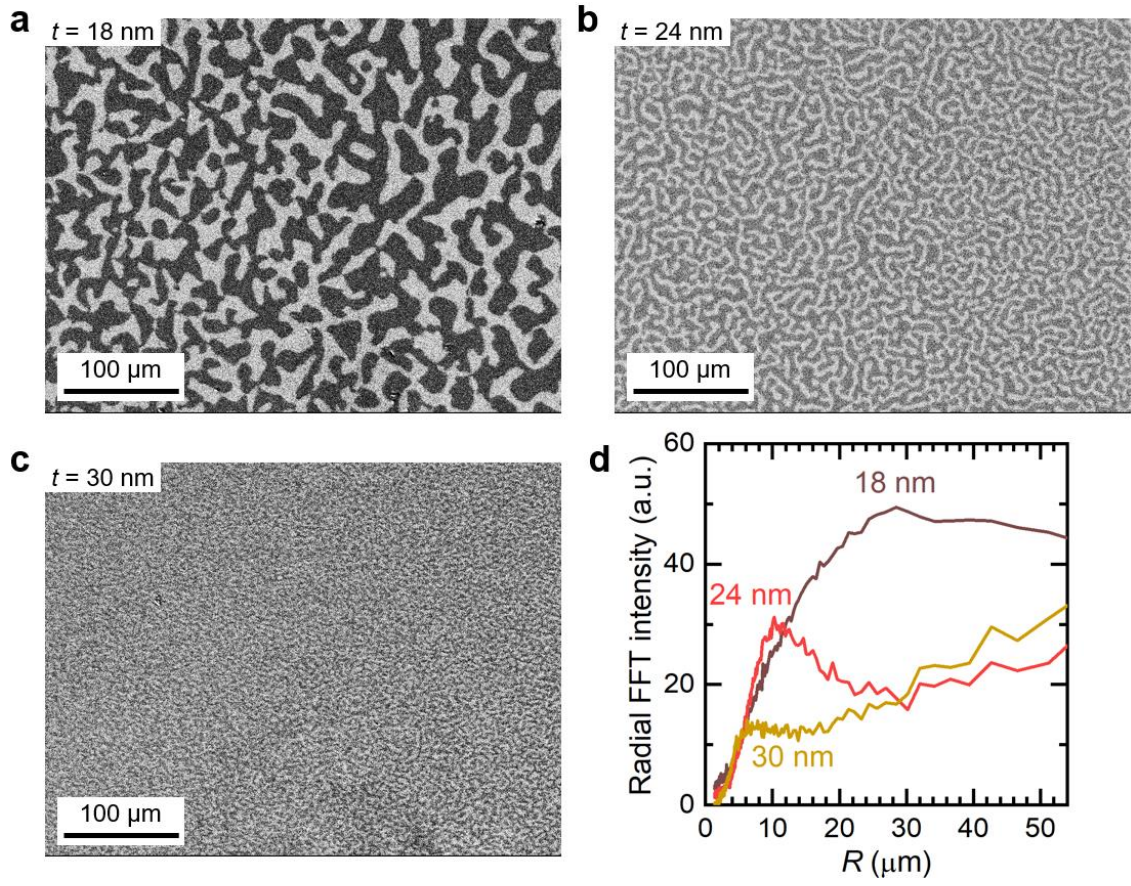 a
t = 18 nm
100 μm
b
t = 24 nm
100 μm
c
t = 30 nm
100 μm
d
Radial FFT intensity (a.u.)
60
40
20
0
18 nm
24 nm
30 nm
0 10 20 30 40 50
R (μm)